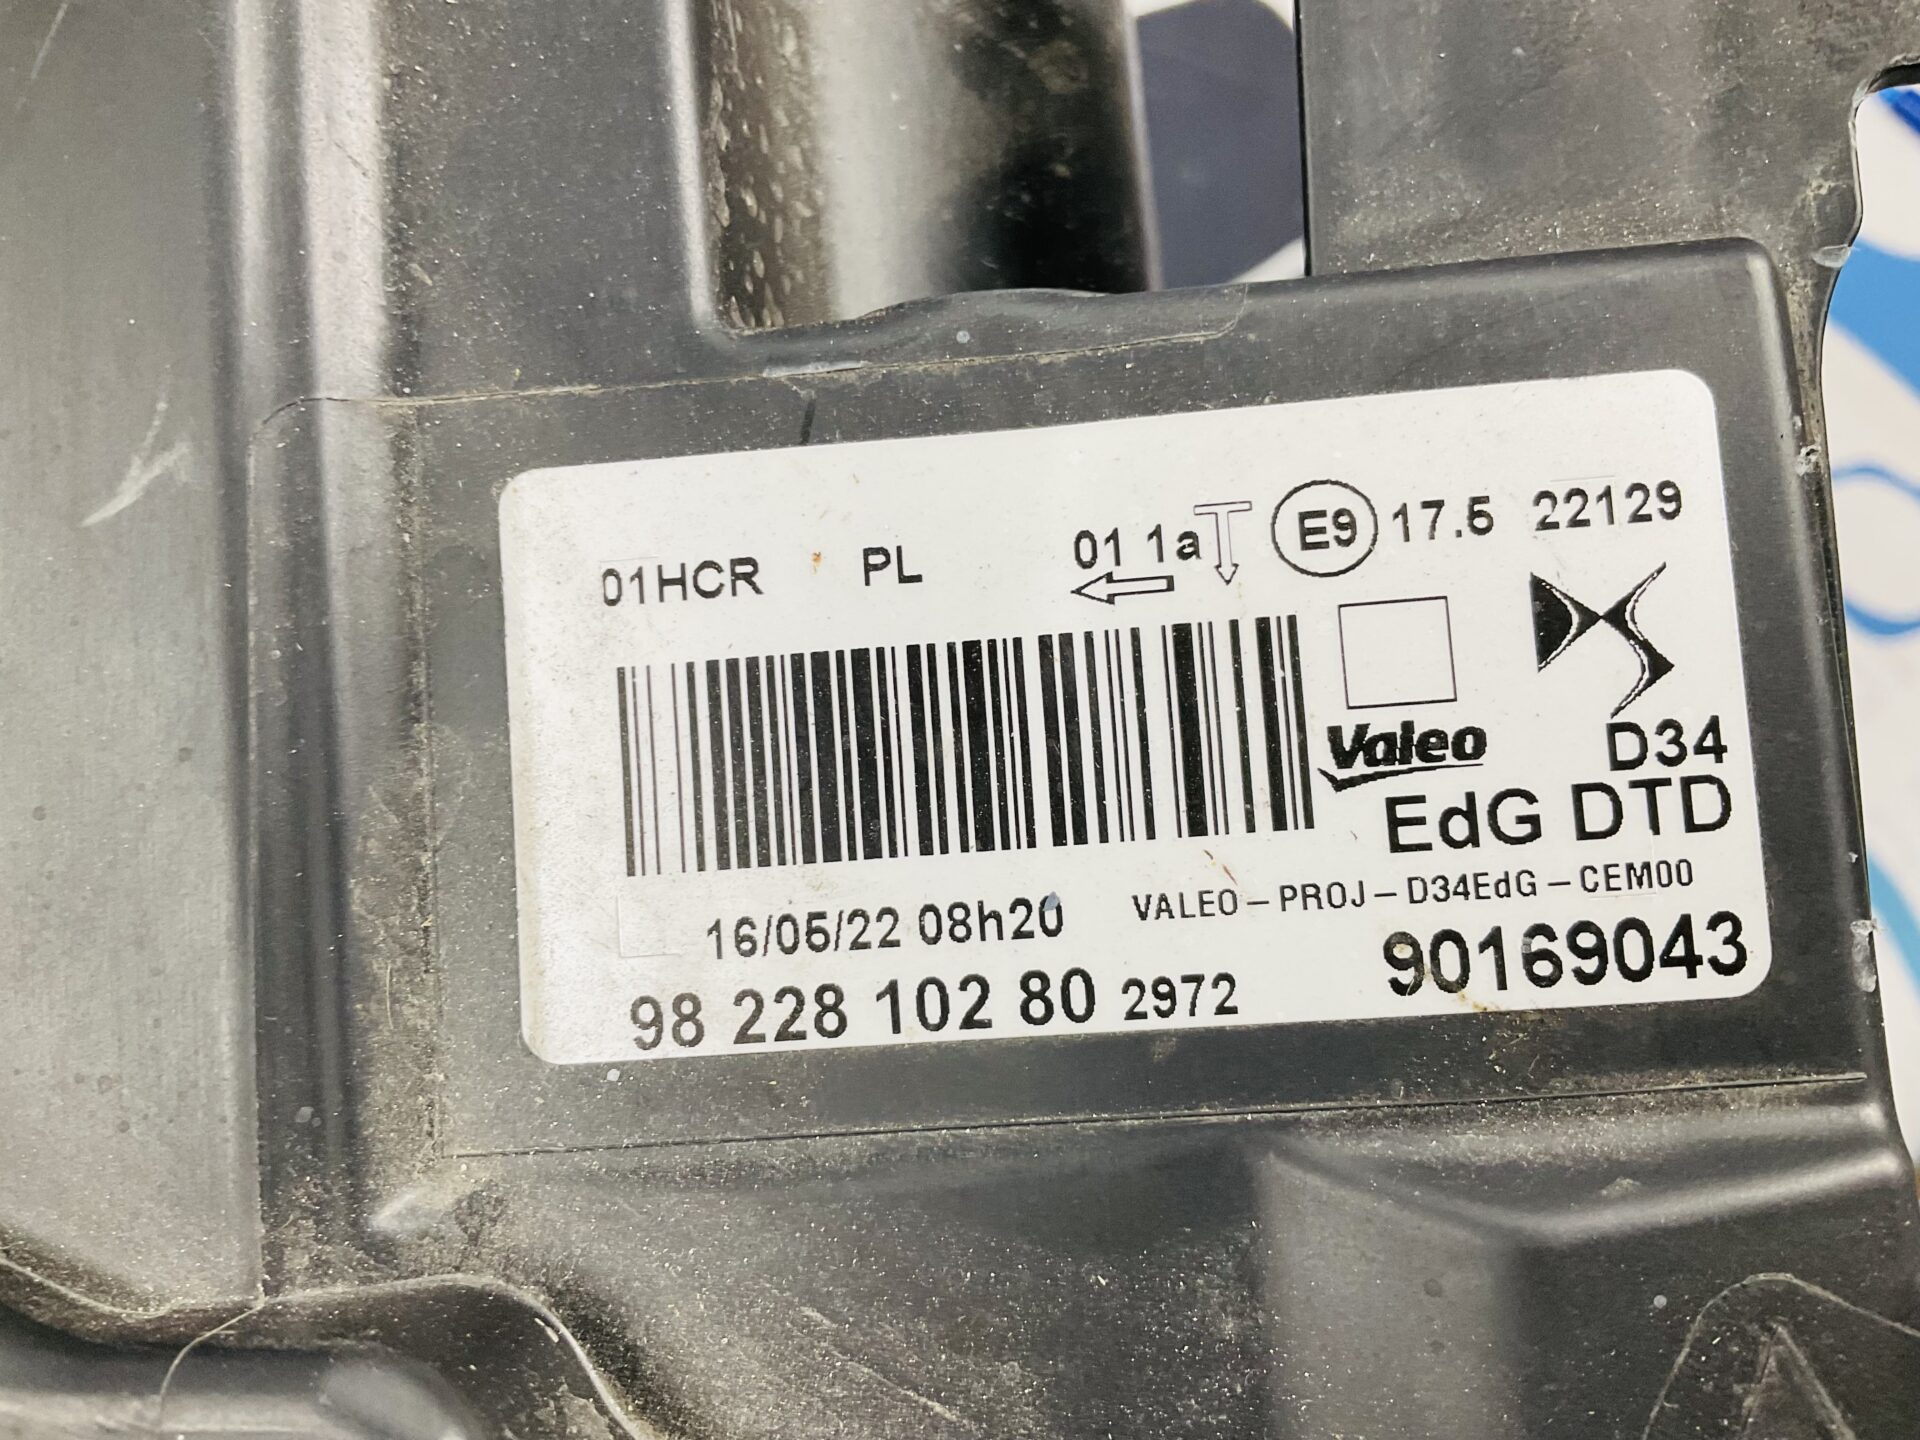 01HCR PL 01 1a E9 17.5 22129
Valeo D34
EdG DTD
16/05/22 08h20 VALEO-PROJ-D34EdG-CEM00
98 228 102 80 2972 90169043